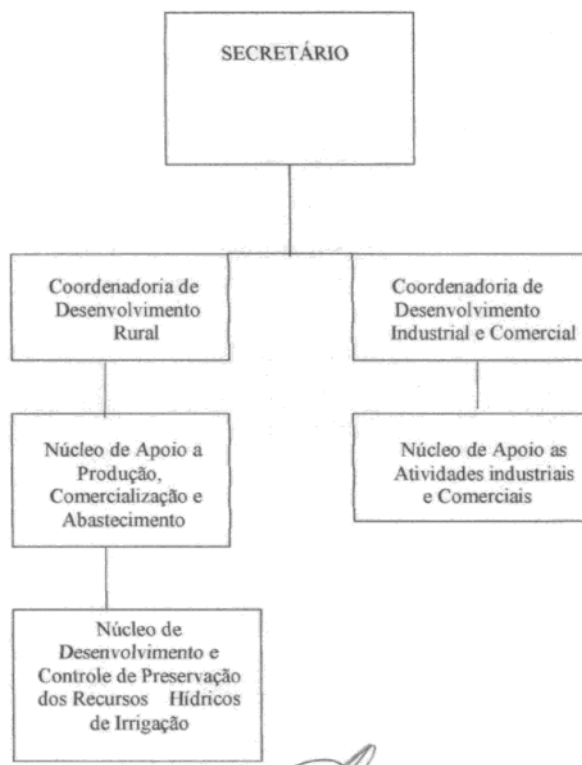 SECRETÁRIO
Coordenadoria de
Desenvolvimento
Rural
Coordenadoria de
Desenvolvimento
Industrial e Comercial
Núcleo de Apoio a
Produção,
Comercialização e
Abastecimento
Núcleo de Apoio as
Atividades industriais
e Comerciais
Núcleo de
Desenvolvimento e
Controle de Preservação
dos Recursos Hídricos
de Irrigação